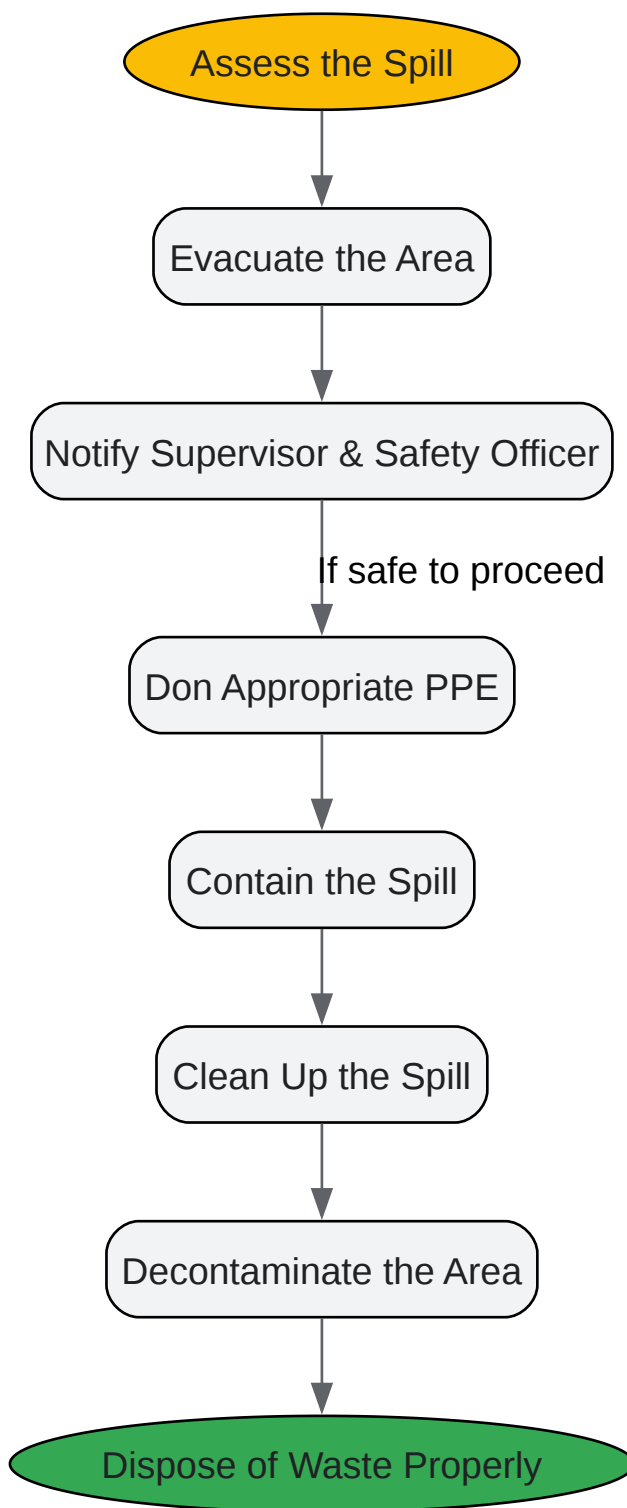 Assess the Spill
Evacuate the Area
Notify Supervisor & Safety Officer
If safe to proceed
Don Appropriate PPE
Contain the Spill
Clean Up the Spill
Decontaminate the Area
Dispose of Waste Properly